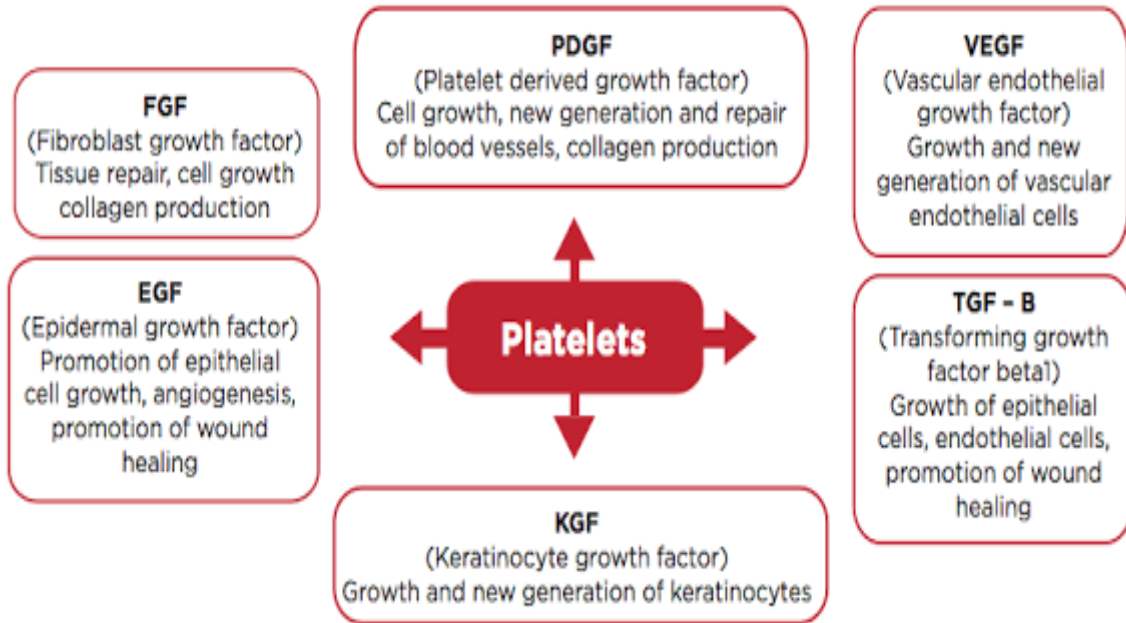 PDGF
(Platelet derived growth factor)
Cell growth, new generation and repair
of blood vessels, collagen production
VEGF
(Vascular endothelial
growth factor)
Growth and new
generation of vascular
endothelial cells
FGF
(Fibroblast growth factor)
Tissue repair, cell growth
collagen production
EGF
(Epidermal growth factor)
Promotion of epithelial
cell growth, angiogenesis,
promotion of wound
healing
Platelets
TGF – B
(Transforming growth
factor beta1)
Growth of epithelial
cells, endothelial cells,
promotion of wound
healing
KGF
(Keratinocyte growth factor)
Growth and new generation of keratinocytes